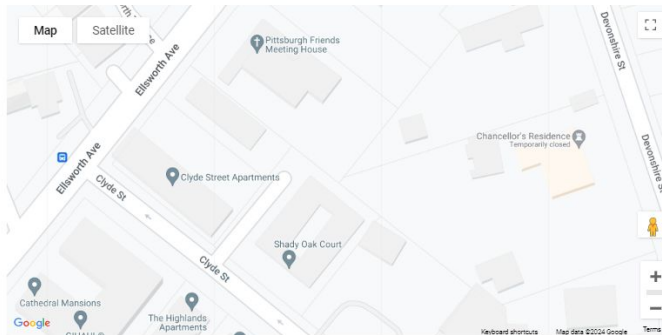 Map
Satellite
Pittsburgh Friends
Meeting House
Devonshire St
Ellsworth Ave
Chancellor's Residence
Temporarily closed
Ellsworth Ave
Clyde Street Apartments
Clyde St
Devonshire St
Shady Oak Court
Clyde St
Cathedral Mansions
The Highlands
Apartments
Google
Keyboard shortcuts
Map data ©2024 Google
Terms